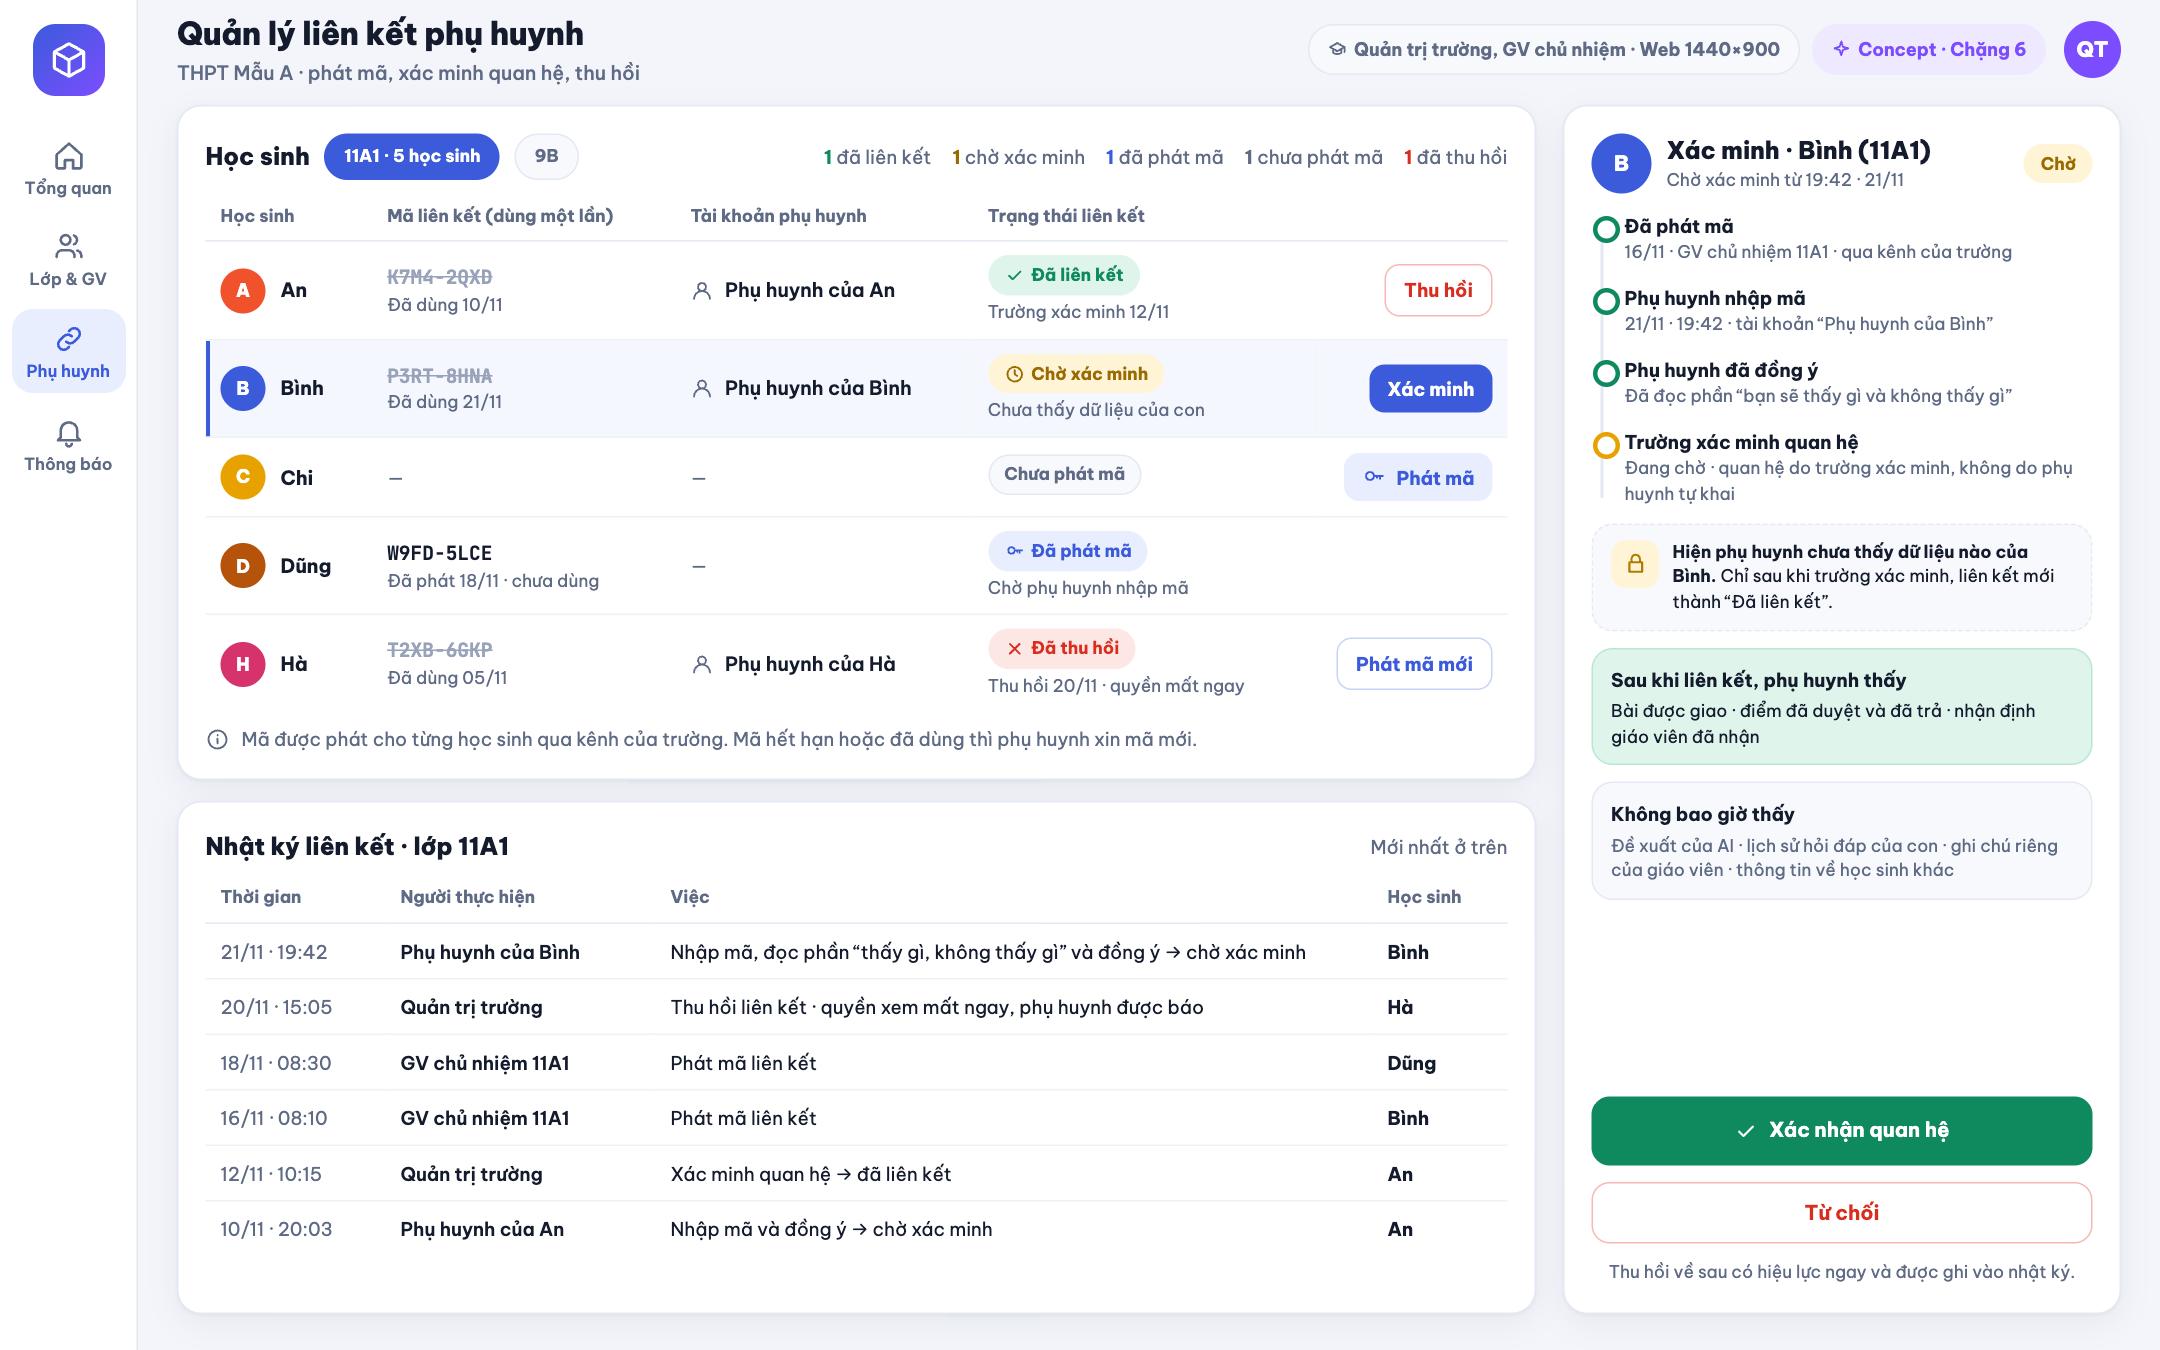 Quản lý liên kết phụ huynh
THPT Mẫu A · phát mã, xác minh quan hệ, thu hồi
Quản trị trường, GV chủ nhiệm · Web 1440×900
Concept · Chặng 6
QT
Tổng quan
Lớp & GV
Phụ huynh
Thông báo
Học sinh
11A1 · 5 học sinh
9B
1 đã liên kết
1 chờ xác minh
1 đã phát mã
1 chưa phát mã
1 đã thu hồi
Học sinh
Mã liên kết (dùng một lần)
Tài khoản phụ huynh
Trạng thái liên kết
A
An
K7M4-2QXD
Đã dùng 10/11
Phụ huynh của An
Đã liên kết
Trường xác minh 12/11
Thu hồi
B
Bình
P3RT-8HNA
Đã dùng 21/11
Phụ huynh của Bình
Chờ xác minh
Chưa thấy dữ liệu của con
Xác minh
C
Chi
–
–
Chưa phát mã
Phát mã
D
Dũng
W9FD-5LCE
Đã phát 18/11 · chưa dùng
–
Đã phát mã
Chờ phụ huynh nhập mã
H
Hà
T2XB-6GKP
Đã dùng 05/11
Phụ huynh của Hà
Đã thu hồi
Thu hồi 20/11 · quyền mất ngay
Phát mã mới
Mã được phát cho từng học sinh qua kênh của trường. Mã hết hạn hoặc đã dùng thì phụ huynh xin mã mới.
Nhật ký liên kết · lớp 11A1
Mới nhất ở trên
Thời gian
Người thực hiện
Việc
Học sinh
21/11 · 19:42
Phụ huynh của Bình
Nhập mã, đọc phần “thấy gì, không thấy gì” và đồng ý → chờ xác minh
Bình
20/11 · 15:05
Quản trị trường
Thu hồi liên kết · quyền xem mất ngay, phụ huynh được báo
Hà
18/11 · 08:30
GV chủ nhiệm 11A1
Phát mã liên kết
Dũng
16/11 · 08:10
GV chủ nhiệm 11A1
Phát mã liên kết
Bình
12/11 · 10:15
Quản trị trường
Xác minh quan hệ → đã liên kết
An
10/11 · 20:03
Phụ huynh của An
Nhập mã và đồng ý → chờ xác minh
An
B
Xác minh · Bình (11A1)
Chờ xác minh từ 19:42 · 21/11
Chờ
Đã phát mã
16/11 · GV chủ nhiệm 11A1 · qua kênh của trường
Phụ huynh nhập mã
21/11 · 19:42 · tài khoản “Phụ huynh của Bình”
Phụ huynh đã đồng ý
Đã đọc phần “bạn sẽ thấy gì và không thấy gì”
Trường xác minh quan hệ
Đang chờ · quan hệ do trường xác minh, không do phụ
huynh tự khai
Hiện phụ huynh chưa thấy dữ liệu nào của
Bình. Chỉ sau khi trường xác minh, liên kết mới
thành “Đã liên kết”.
Sau khi liên kết, phụ huynh thấy
Bài được giao · điểm đã duyệt và đã trả · nhận định
giáo viên đã nhận
Không bao giờ thấy
Đề xuất của AI · lịch sử hỏi đáp của con · ghi chú riêng
của giáo viên · thông tin về học sinh khác
Xác nhận quan hệ
Từ chối
Thu hồi về sau có hiệu lực ngay và được ghi vào nhật ký.